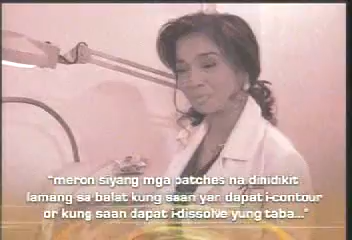 "meron siyang mga patches na dinidikit
lamang sa balat kung saan yan dapat i-contour
or kung saan dapat i-dissolve yung taba..."